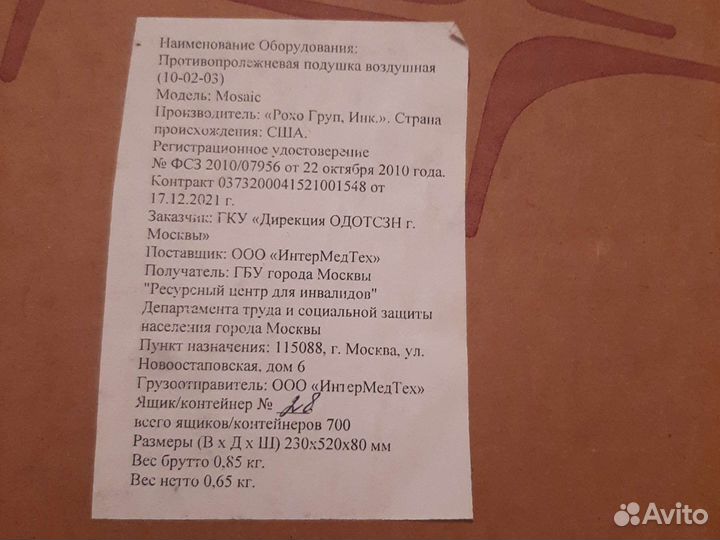 Наименование Оборудования:
Противопролежневая подушка воздушная
(10-02-03)
Модель: Mosaic
Производитель: «Рохо Груп, Инк.». Страна
происхождения: США.
Регистрационное удостоверение
№ ФСЗ 2010/07956 от 22 октября 2010 года.
Контракт 0373200041521001548 от
17.12.2021 г.
Заказчик: ГКУ «Дирекция ОДОТСЗН г.
Москвы»
Поставщик: ООО «ИнтерМедТех»
Получатель: ГБУ города Москвы
"Ресурсный центр для инвалидов"
Департамента труда и социальной защиты
населения города Москвы
Пункт назначения: 115088, г. Москва, ул.
Новоостаповская, дом 6
Грузоотправитель: ООО «ИнтерМедТех»
Ящик/контейнер № 28
всего ящиков/контейнеров 700
Размеры (В х Д х Ш) 230х520х80 мм
Вес брутто 0,85 кг.
Вес нетто 0,65 кг.
Avito